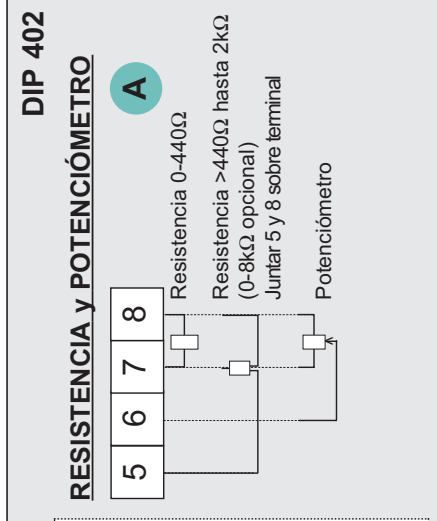 DIP 402
RESISTENCIA y POTENCIÓMETRO
A
5 6 7 8
Resistencia 0-440Ω
Resistencia >440Ω hasta 2kΩ
(0-8kΩ opcional)
Juntar 5 y 8 sobre terminal
Potenciómetro